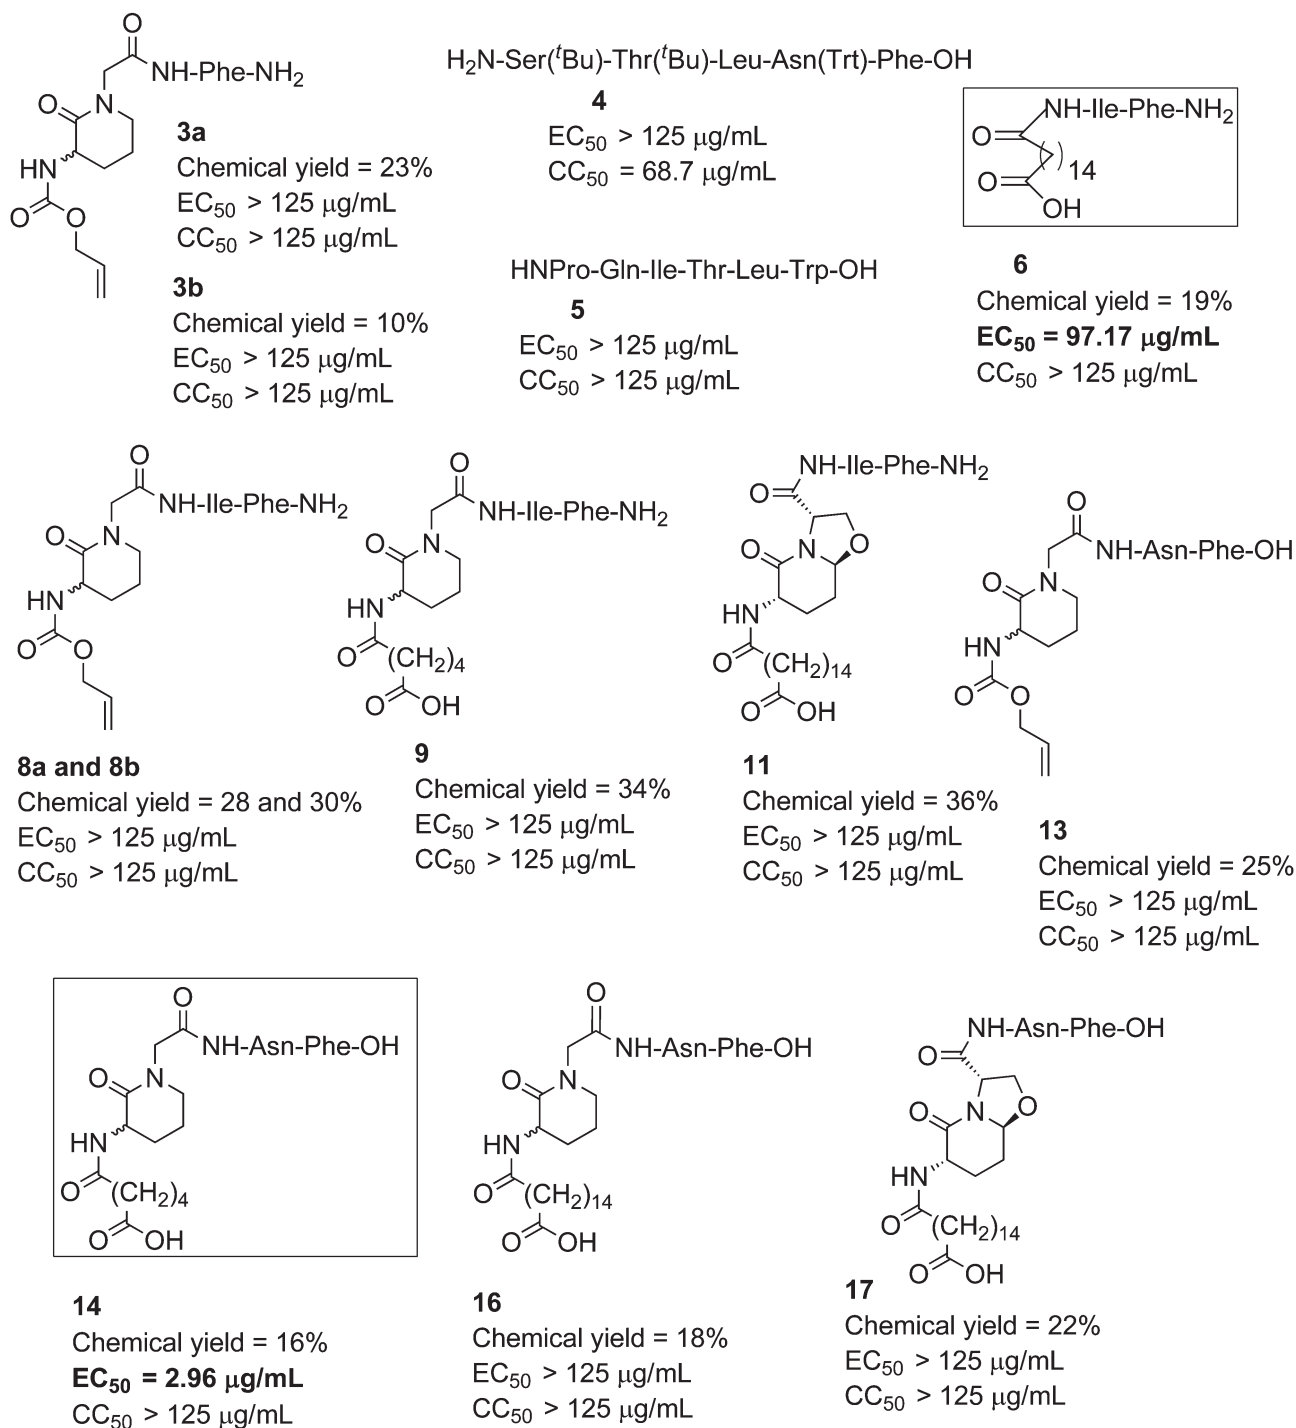 O
NH-Phe-NH2
O
N
HN
O
O
3a
Chemical yield = 23%
EC50 > 125 μg/mL
CC50 > 125 μg/mL
3b
Chemical yield = 10%
EC50 > 125 μg/mL
CC50 > 125 μg/mL
H2N-Ser(tBu)-Thr(tBu)-Leu-Asn(Trt)-Phe-OH
4
EC50 > 125 μg/mL
CC50 = 68.7 μg/mL
HNPro-Gln-Ile-Thr-Leu-Trp-OH
5
EC50 > 125 μg/mL
CC50 > 125 μg/mL
NH-Ile-Phe-NH2
O
( )14
O
OH
6
Chemical yield = 19%
EC50 = 97.17 μg/mL
CC50 > 125 μg/mL
O
NH-Ile-Phe-NH2
O
N
HN
O
O
8a and 8b
Chemical yield = 28 and 30%
EC50 > 125 μg/mL
CC50 > 125 μg/mL
O
NH-Ile-Phe-NH2
O
N
HN
O
(CH2)4
O
OH
9
Chemical yield = 34%
EC50 > 125 μg/mL
CC50 > 125 μg/mL
NH-Ile-Phe-NH2
O
O
N
O
HN
O
(CH2)14
O
OH
11
Chemical yield = 36%
EC50 > 125 μg/mL
CC50 > 125 μg/mL
O
NH-Asn-Phe-OH
O
N
HN
O
O
13
Chemical yield = 25%
EC50 > 125 μg/mL
CC50 > 125 μg/mL
O
NH-Asn-Phe-OH
O
N
HN
O
(CH2)4
O
OH
14
Chemical yield = 16%
EC50 = 2.96 μg/mL
CC50 > 125 μg/mL
O
NH-Asn-Phe-OH
O
N
HN
O
(CH2)14
O
OH
16
Chemical yield = 18%
EC50 > 125 μg/mL
CC50 > 125 μg/mL
NH-Asn-Phe-OH
O
O
N
O
HN
O
(CH2)14
O
OH
17
Chemical yield = 22%
EC50 > 125 μg/mL
CC50 > 125 μg/mL